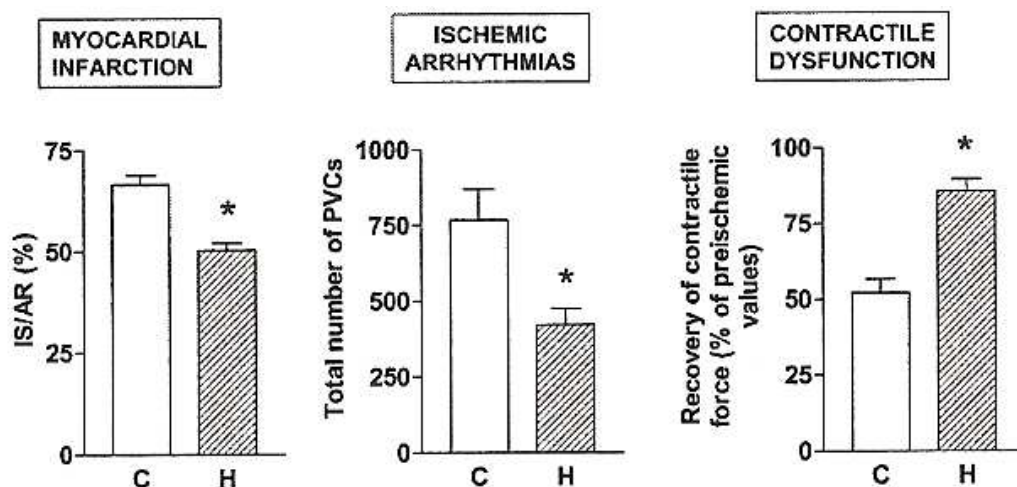 MYOCARDIAL
INFARCTION
ISCHEMIC
ARRHYTHMIAS
CONTRACTILE
DYSFUNCTION
IS/AR (%)
75
50
25
0
*
C H
Total number of PVCs
1000
750
500
250
0
*
C H
Recovery of contractile
force (% of preischemic
values)
100
75
50
25
0
*
C H